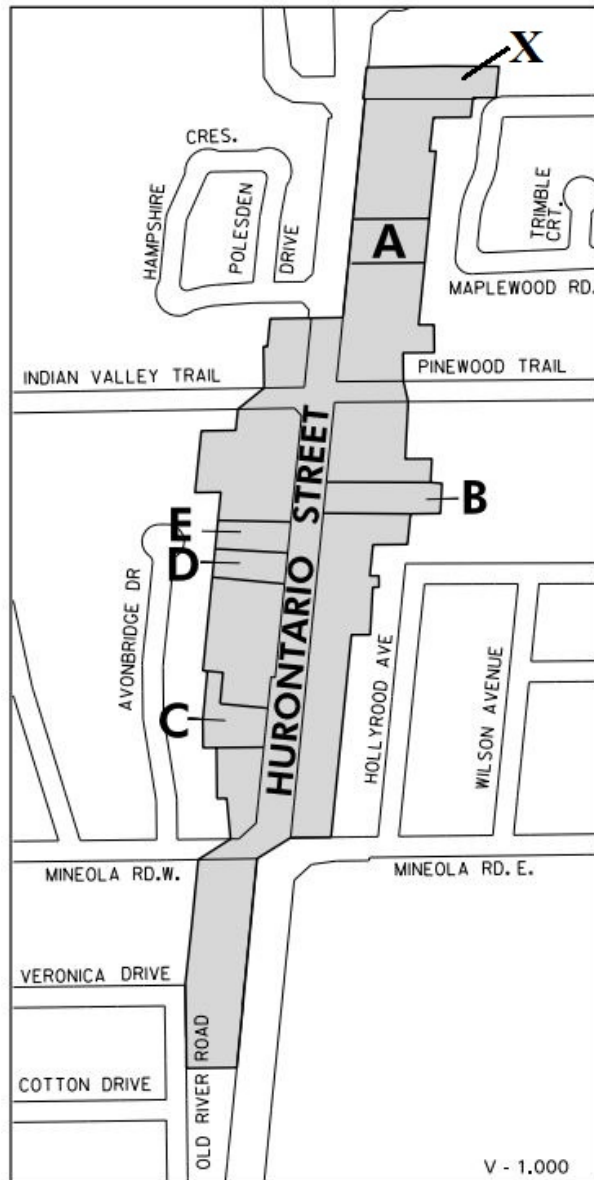 X
CRES.
HAMPSHIRE
POLESDEN
DRIVE
TRIMBLE
CRT.
A
MAPLEWOOD RD.
INDIAN VALLEY TRAIL
PINEWOOD TRAIL
HURONTARIO STREET
B
E
D
AVONBRIDGE DR
C
HOLLYROOD AVE
WILSON AVENUE
MINEOLA RD.W.
MINEOLA RD. E.
VERONICA DRIVE
OLD RIVER ROAD
COTTON DRIVE
V - 1.000